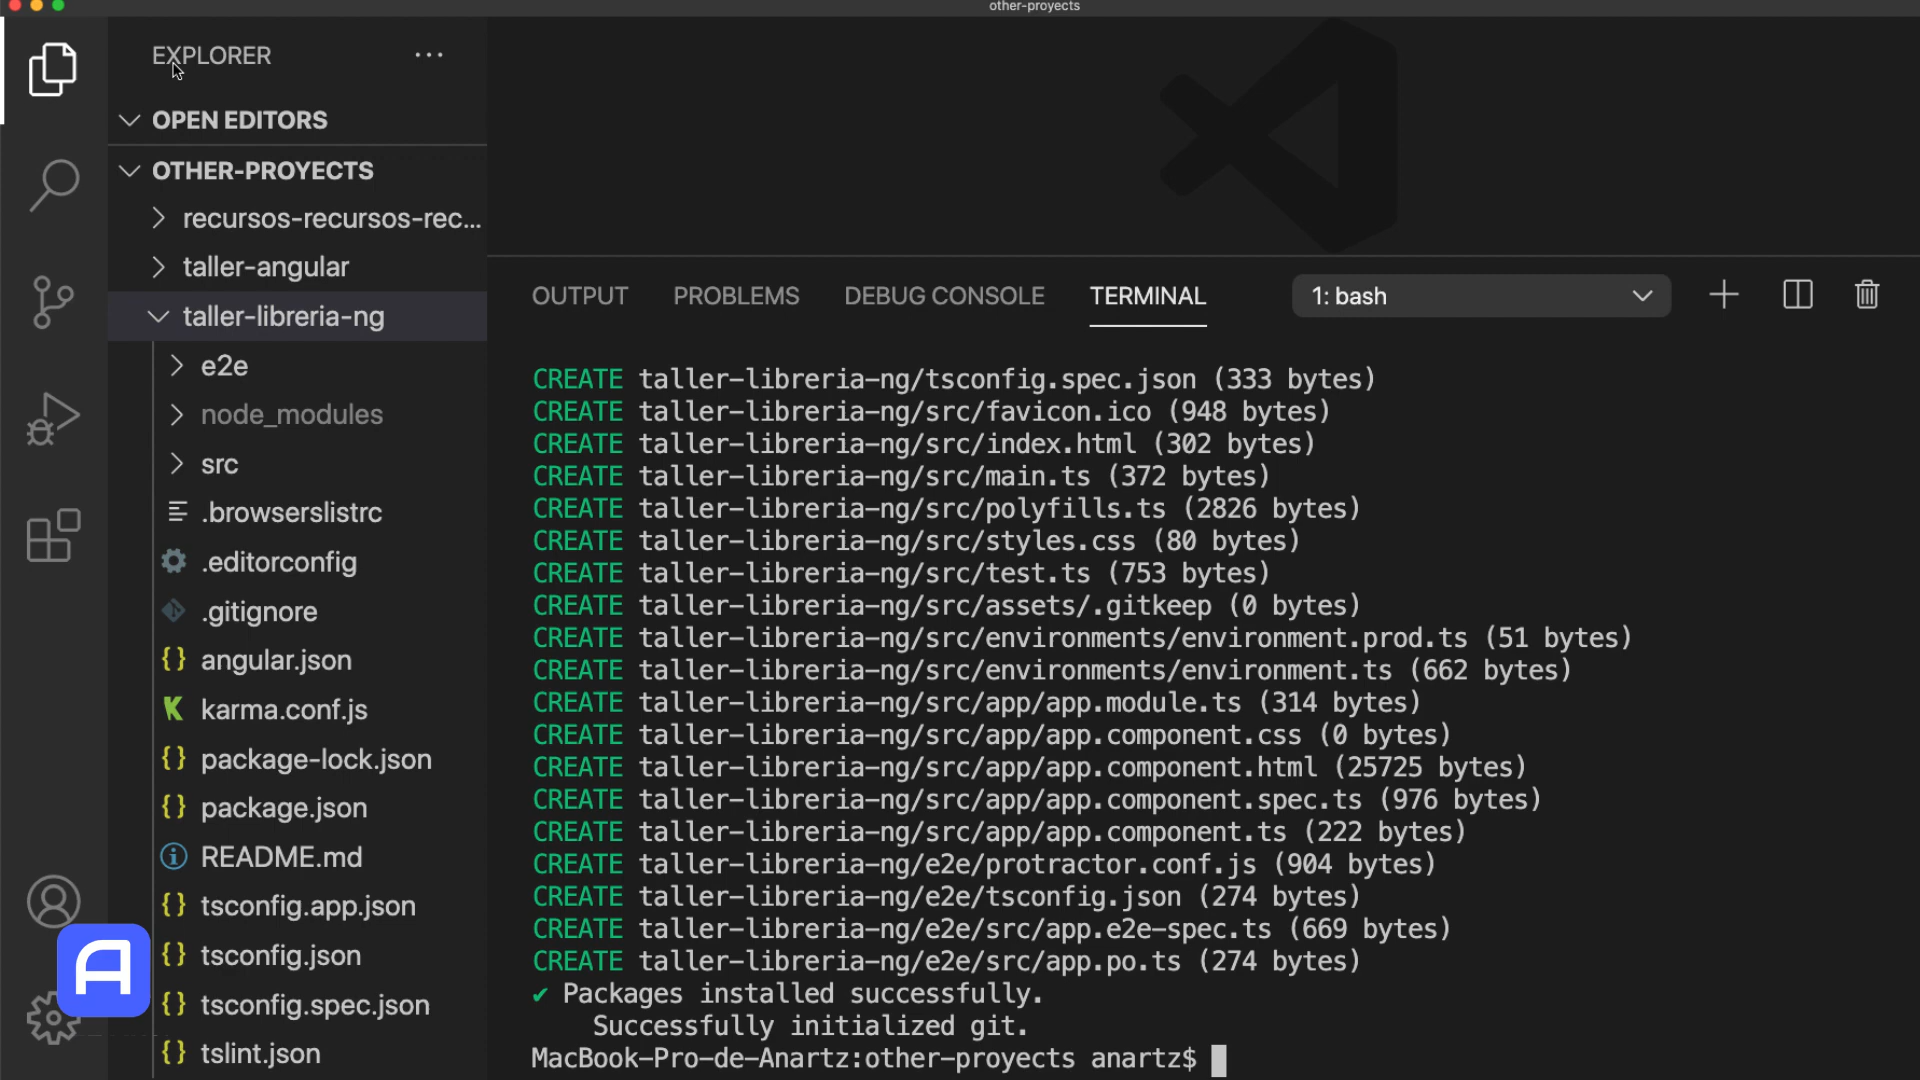 other-proyects
EXPLORER
OPEN EDITORS
OTHER-PROYECTS
recursos-recursos-rec...
taller-angular
taller-libreria-ng
e2e
node_modules
src
.browserslistrc
.editorconfig
.gitignore
angular.json
karma.conf.js
package-lock.json
package.json
README.md
tsconfig.app.json
tsconfig.json
tsconfig.spec.json
tslint.json
OUTPUT PROBLEMS DEBUG CONSOLE TERMINAL 1: bash
CREATE taller-libreria-ng/tsconfig.spec.json (333 bytes)
CREATE taller-libreria-ng/src/favicon.ico (948 bytes)
CREATE taller-libreria-ng/src/index.html (302 bytes)
CREATE taller-libreria-ng/src/main.ts (372 bytes)
CREATE taller-libreria-ng/src/polyfills.ts (2826 bytes)
CREATE taller-libreria-ng/src/styles.css (80 bytes)
CREATE taller-libreria-ng/src/test.ts (753 bytes)
CREATE taller-libreria-ng/src/assets/.gitkeep (0 bytes)
CREATE taller-libreria-ng/src/environments/environment.prod.ts (51 bytes)
CREATE taller-libreria-ng/src/environments/environment.ts (662 bytes)
CREATE taller-libreria-ng/src/app/app.module.ts (314 bytes)
CREATE taller-libreria-ng/src/app/app.component.css (0 bytes)
CREATE taller-libreria-ng/src/app/app.component.html (25725 bytes)
CREATE taller-libreria-ng/src/app/app.component.spec.ts (976 bytes)
CREATE taller-libreria-ng/src/app/app.component.ts (222 bytes)
CREATE taller-libreria-ng/e2e/protractor.conf.js (904 bytes)
CREATE taller-libreria-ng/e2e/tsconfig.json (274 bytes)
CREATE taller-libreria-ng/e2e/src/app.e2e-spec.ts (669 bytes)
CREATE taller-libreria-ng/e2e/src/app.po.ts (274 bytes)
✔ Packages installed successfully.
Successfully initialized git.
MacBook-Pro-de-Anartz:other-proyects anartz$